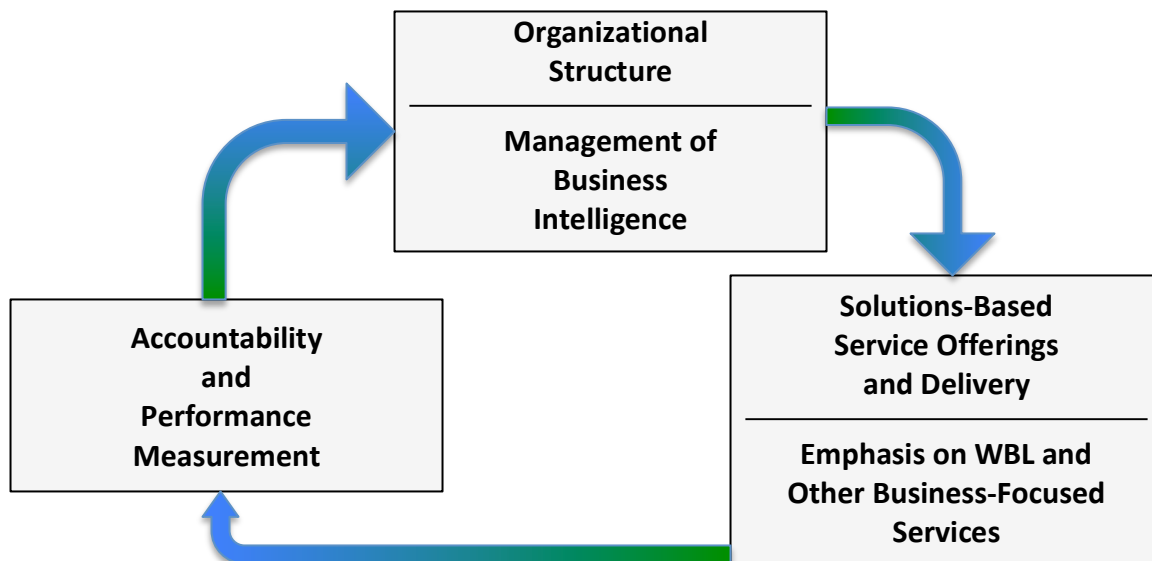 Organizational
Structure
Management of
Business
Intelligence
Solutions-Based
Service Offerings
and Delivery
Emphasis on WBL and
Other Business-Focused
Services
Accountability
and
Performance
Measurement